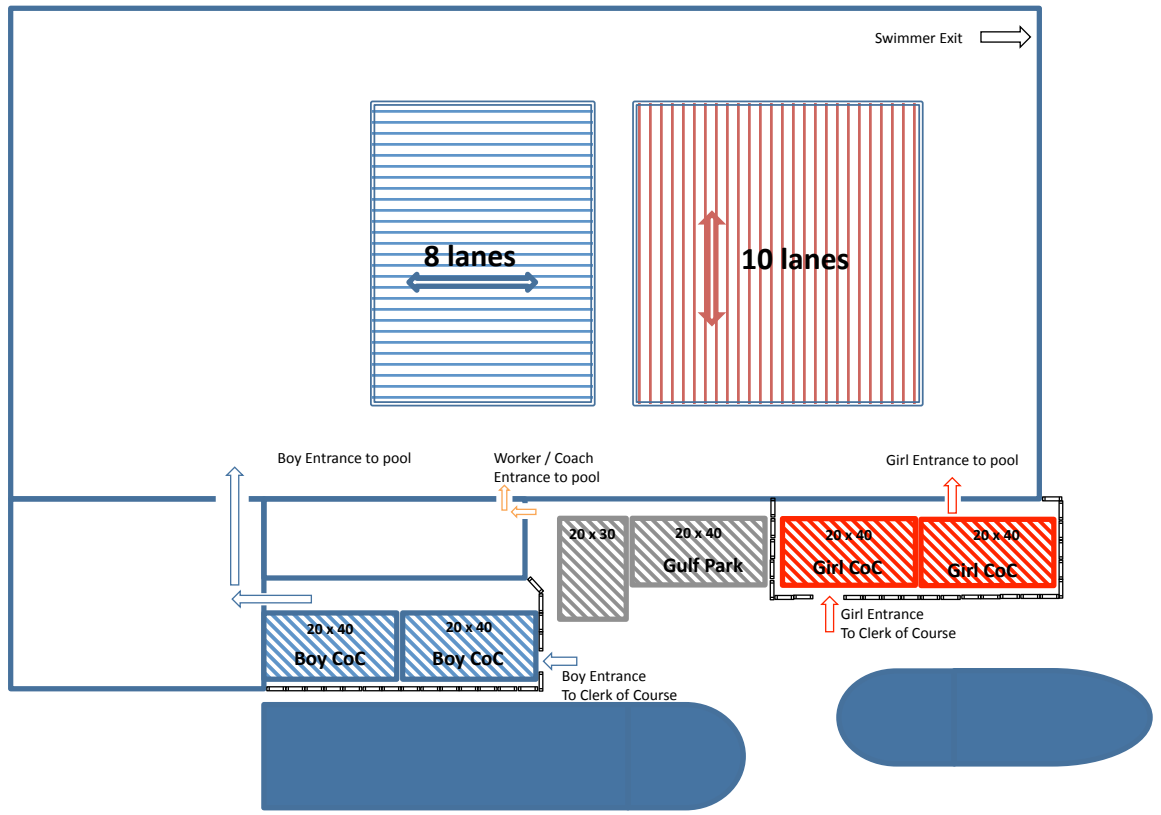 Swimmer Exit
8 lanes
10 lanes
Boy Entrance to pool
Worker / Coach
Entrance to pool
Girl Entrance to pool
20 x 30
20 x 40
Gulf Park
20 x 40
Girl CoC
20 x 40
Girl CoC
20 x 40
Boy CoC
20 x 40
Boy CoC
Girl Entrance
To Clerk of Course
Boy Entrance
To Clerk of Course